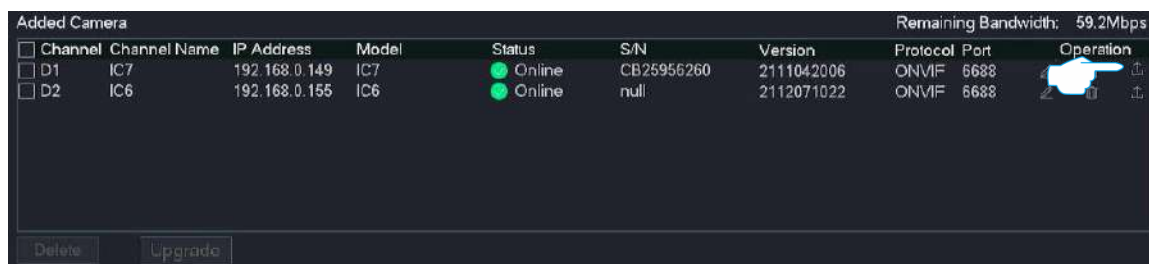 Added Camera Remaining Bandwidth: 59.2Mbps
Channel Channel Name IP Address Model Status S/N Version Protocol Port Operation
D1 IC7 192.168.0.149 IC7 Online CB25956260 2111042006 ONVIF 6688
D2 IC6 192.168.0.155 IC6 Online null 2112071022 ONVIF 6688
Delete Upgrade